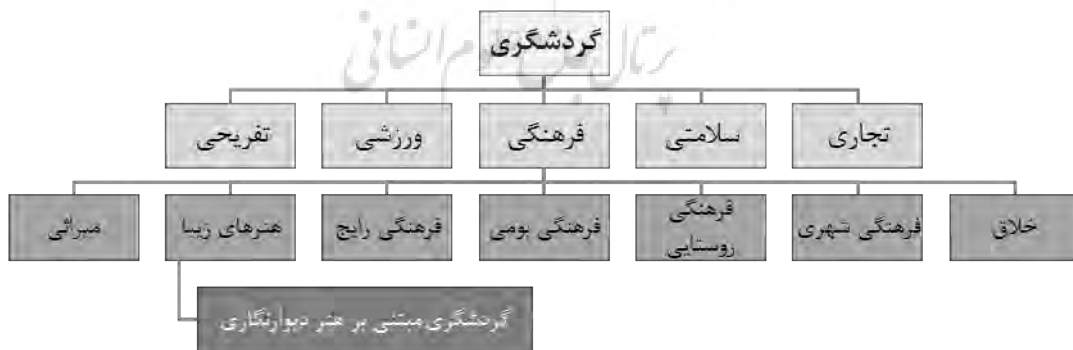 گردشگری
تجاری
سلامتی
فرهنگی
ورزشی
تفریحی
خلاق
فرهنگی شهری
فرهنگی
روستایی
فرهنگی بومی
فرهنگی رایج
هنرهای زیبا
میراثی
گردشگری مبتنی بر هنر دیوارنگاری